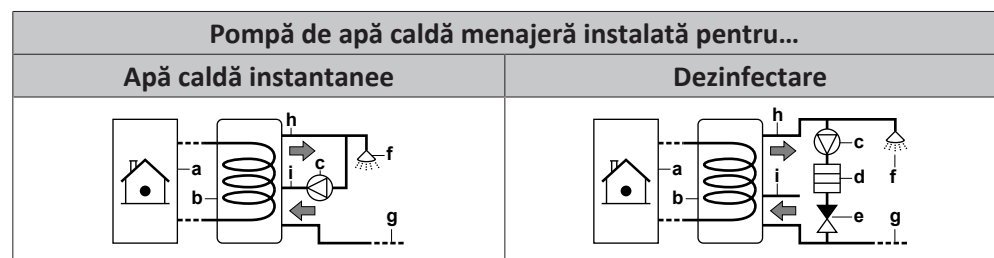 Pompă de apă caldă menajeră instalată pentru…
Apă caldă instantanee
Dezinfectare
h
a
c
f
i
b
g
h
c
a
d
f
i
b
e
g